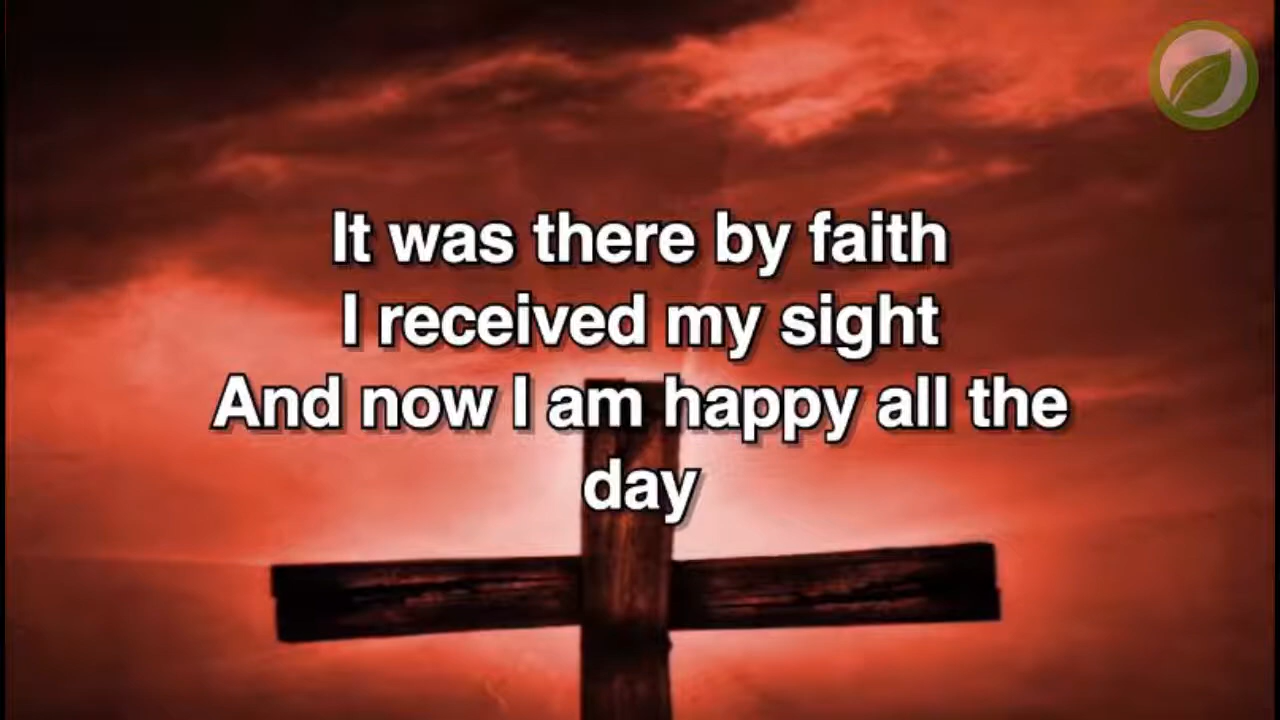 It was there by faith
I received my sight
And now I am happy all the
day